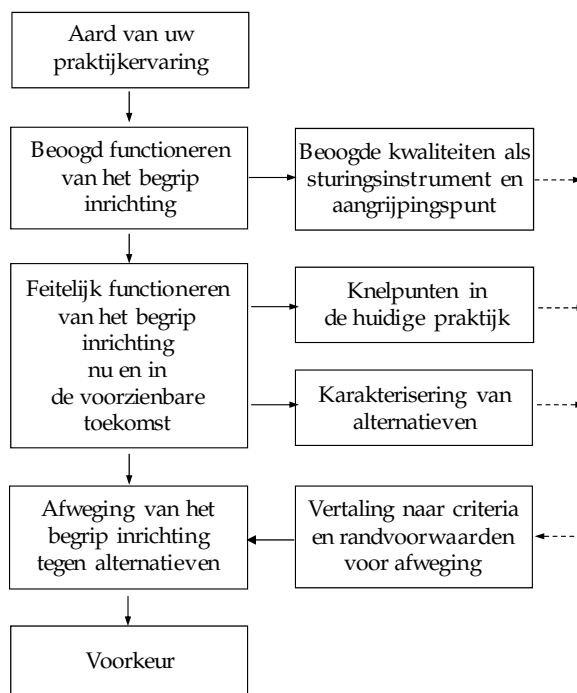 Aard van uw
praktijkervaring
Beoogd functioneren
van het begrip
inrichting
Beoogde kwaliteiten als
sturingsinstrument en
aangrijpingspunt
Feitelijk functioneren
van het begrip
inrichting
nu en in
de voorzienbare
toekomst
Knelpunten in
de huidige praktijk
Karakterisering van
alternatieven
Afweging van het
begrip inrichting
tegen alternatieven
Vertaling naar criteria
en randvoorwaarden
voor afweging
Voorkeur